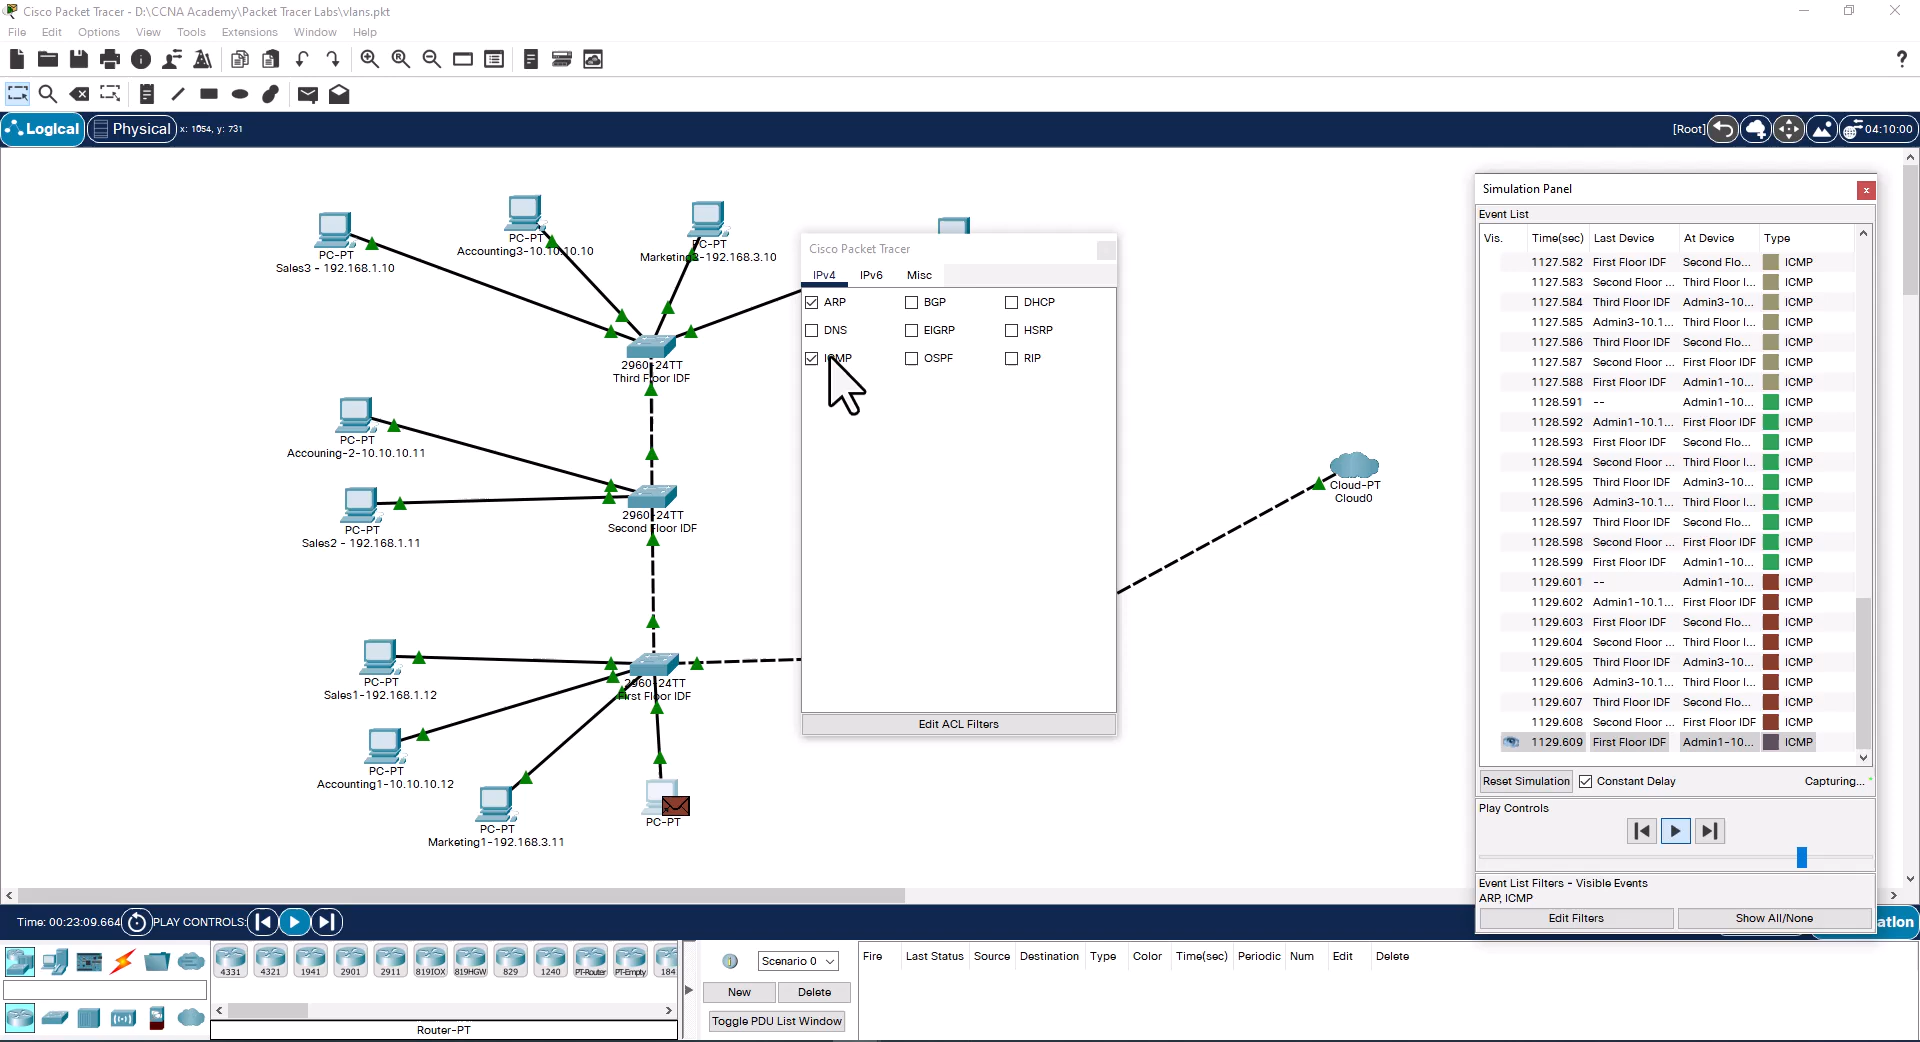 Cisco Packet Tracer - D:\CCNA Academy\Packet Tracer Labs\vlans.pkt
File Edit Options View Tools Extensions Window Help
?
Logical Physical x: 1054, y: 731 [Root] 04:10:00
PC-PT
Sales3 - 192.168.1.10
PC-PT
Accounting3-10.10.10.10
PC-PT
Marketing3-192.168.3.10
2960-24TT
Third Floor IDF
PC-PT
Accouning-2-10.10.10.11
PC-PT
Sales2 - 192.168.1.11
2960-24TT
Second Floor IDF
PC-PT
Sales1-192.168.1.12
2960-24TT
First Floor IDF
PC-PT
Accounting1-10.10.10.12
PC-PT
Marketing1-192.168.3.11
PC-PT
Cloud-PT
Cloud0
Cisco Packet Tracer
IPv4 IPv6 Misc
ARP BGP DHCP
DNS EIGRP HSRP
ICMP OSPF RIP
Edit ACL Filters
Simulation Panel
x
Event List
Vis. Time(sec) Last Device At Device Type
1127.582 First Floor IDF Second Flo... ICMP
1127.583 Second Floor ... Third Floor I... ICMP
1127.584 Third Floor IDF Admin3-10... ICMP
1127.585 Admin3-10.1... Third Floor I... ICMP
1127.586 Third Floor IDF Second Flo... ICMP
1127.587 Second Floor ... First Floor IDF ICMP
1127.588 First Floor IDF Admin1-10... ICMP
1128.591 -- Admin1-10... ICMP
1128.592 Admin1-10.1... First Floor IDF ICMP
1128.593 First Floor IDF Second Flo... ICMP
1128.594 Second Floor ... Third Floor I... ICMP
1128.595 Third Floor IDF Admin3-10... ICMP
1128.596 Admin3-10.1... Third Floor I... ICMP
1128.597 Third Floor IDF Second Flo... ICMP
1128.598 Second Floor ... First Floor IDF ICMP
1128.599 First Floor IDF Admin1-10... ICMP
1129.601 -- Admin1-10... ICMP
1129.602 Admin1-10.1... First Floor IDF ICMP
1129.603 First Floor IDF Second Flo... ICMP
1129.604 Second Floor ... Third Floor I... ICMP
1129.605 Third Floor IDF Admin3-10... ICMP
1129.606 Admin3-10.1... Third Floor I... ICMP
1129.607 Third Floor IDF Second Flo... ICMP
1129.608 Second Floor ... First Floor IDF ICMP
1129.609 First Floor IDF Admin1-10... ICMP
Reset Simulation Constant Delay Capturing...
Play Controls
Event List Filters - Visible Events
ARP, ICMP
Edit Filters Show All/None
Time: 00:23:09.664 PLAY CONTROLS: ation
4331 4321 1941 2901 2911 819IOX 819HGW 829 1240 PT-Router PT-Empty 184
Router-PT
Scenario 0
New Delete
Toggle PDU List Window
Fire Last Status Source Destination Type Color Time(sec) Periodic Num Edit Delete